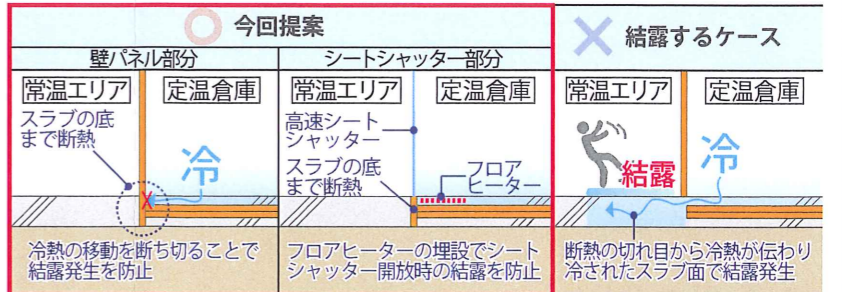 今回提案
壁パネル部分
常温エリア
定温倉庫
スラブの底
まで断熱
冷
冷熱の移動を断ち切ることで
結露発生を防止
シートシャッター部分
常温エリア
定温倉庫
高速シート
シャッター
スラブの底
まで断熱
フロア
ヒーター
フロアヒーターの埋設でシート
シャッター開放時の結露を防止
結露するケース
常温エリア
定温倉庫
結露
冷
断熱の切れ目から冷熱が伝わり
冷されたスラブ面で結露発生